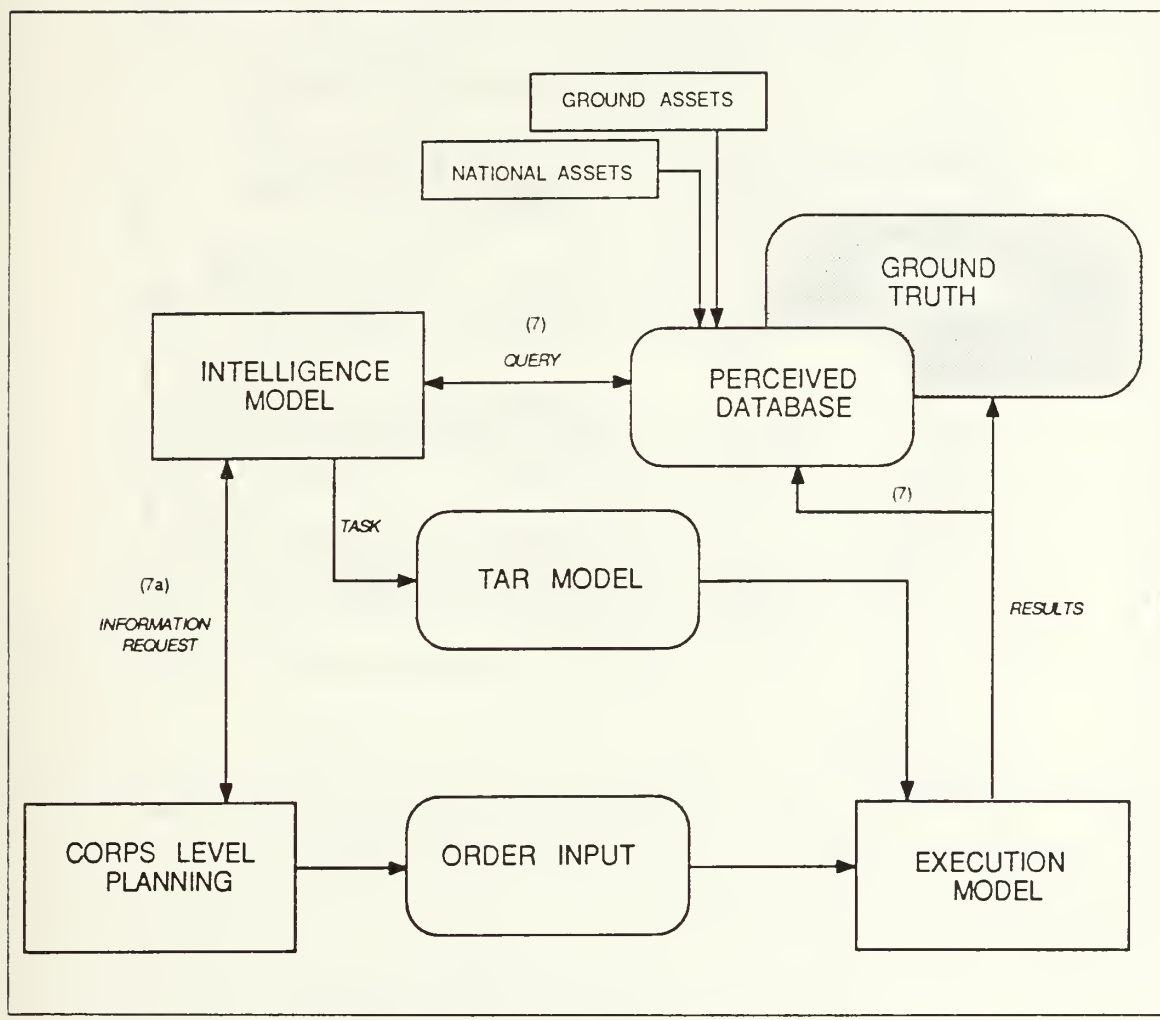 GROUND ASSETS
NATIONAL ASSETS
GROUND
TRUTH
(7)
QUERY
INTELLIGENCE
MODEL
PERCEIVED
DATABASE
(7)
TASK
TAR MODEL
(7a)
INFORMATION
REQUEST
RESULTS
CORPS LEVEL
PLANNING
ORDER INPUT
EXECUTION
MODEL